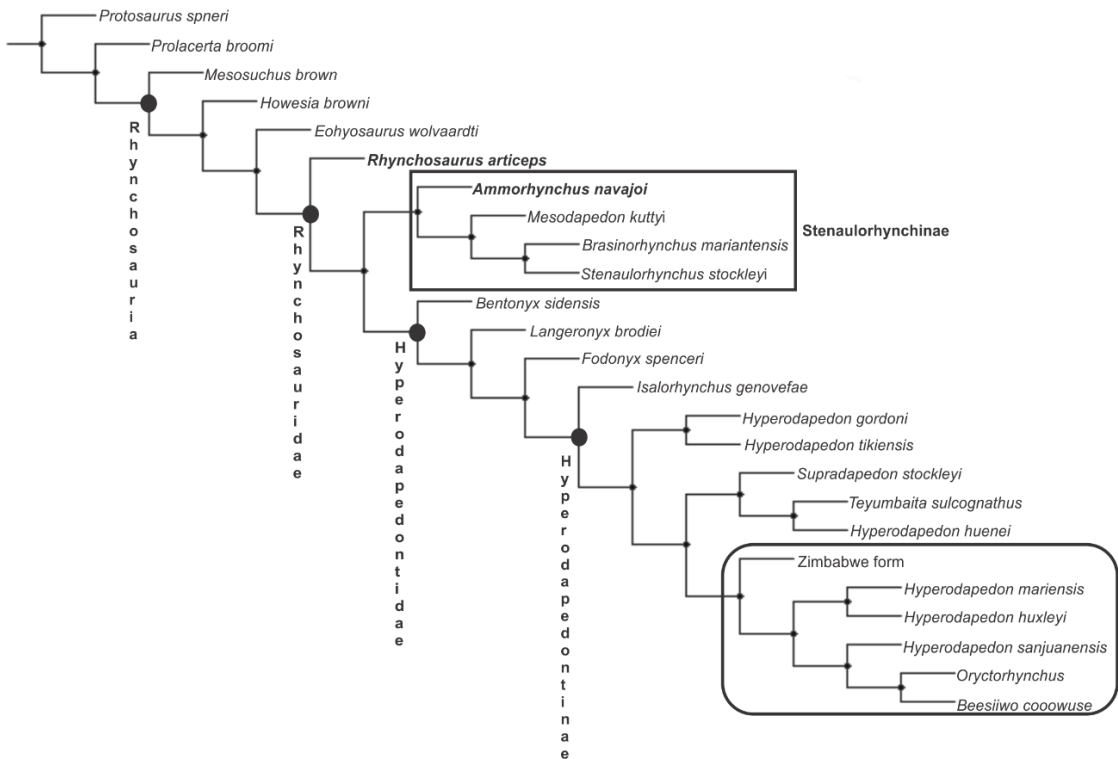 Protosaurus spneri
Prolacerta broomi
Mesosuchus brown
Howesia browni
Eohyosaurus wolvaardti
Rhynchosaurus articeps
Ammorhynchus navajoi
Mesodapedon kuttyi
Stenaulorhynchinae
Brasinorhynchus mariantensis
Stenaulorhynchus stockleyi
Bentonyx sidensis
Langeronyx brodiei
Fodonyx spenceri
Isalorhynchus genovefae
Hyperodapedon gordoni
Hyperodapedon tikiensis
Supradapedon stockleyi
Teyumbaita sulcognathus
Hyperodapedon huenei
Zimbabwe form
Hyperodapedon mariensis
Hyperodapedon huxleyi
Hyperodapedon sanjuanensis
Oryctorhynchus
Beesiiwo cooowuse
Rhynchosauria
Rhynchosauridae
Hyperodapedontidae
Hyperodapedontinae